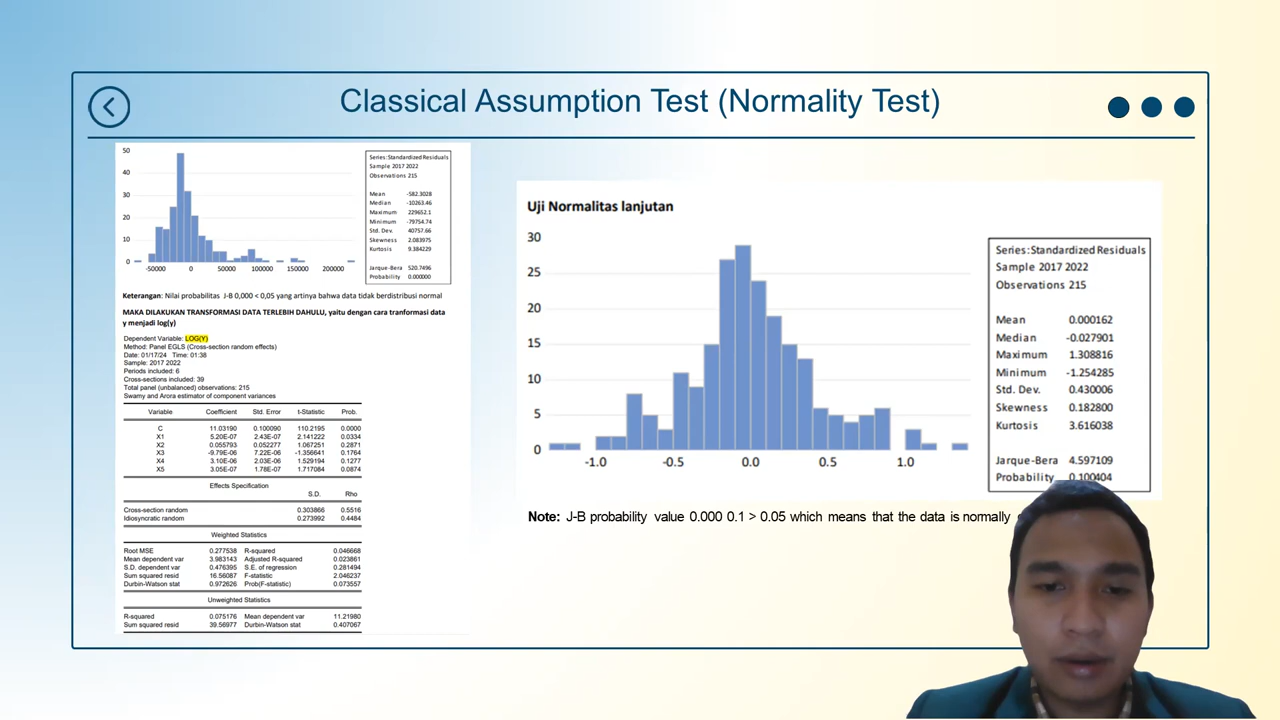 Classical Assumption Test (Normality Test)
50
40
30
20
10
0
-50000 0 50000 100000 150000 200000
Series: Standardized Residuals
Sample 2017 2022
Observations 215
Mean -582.3028
Median -10263.46
Maximum 229652.1
Minimum -79754.74
Std. Dev. 40757.66
Skewness 2.083975
Kurtosis 9.384229
Jarque-Bera 520.7496
Probability 0.000000
Keterangan: Nilai probabilitas J-B 0,000 < 0,05 yang artinya bahwa data tidak berdistribusi normal
MAKA DILAKUKAN TRANSFORMASI DATA TERLEBIH DAHULU, yaitu dengan cara tranformasi data
y menjadi log(y)
Dependent Variable: LOG(Y)
Method: Panel EGLS (Cross-section random effects)
Date: 01/17/24 Time: 01:38
Sample: 2017 2022
Periods included: 6
Cross-sections included: 39
Total panel (unbalanced) observations: 215
Swamy and Arora estimator of component variances
Variable Coefficient Std. Error t-Statistic Prob.
C 11.03190 0.100090 110.2195 0.0000
X1 5.20E-07 2.43E-07 2.141222 0.0334
X2 0.055793 0.052277 1.067251 0.2871
X3 -9.79E-06 7.22E-06 -1.356641 0.1764
X4 3.10E-06 2.03E-06 1.529194 0.1277
X5 3.05E-07 1.78E-07 1.717084 0.0874
Effects Specification
S.D. Rho
Cross-section random 0.303866 0.5516
Idiosyncratic random 0.273992 0.4484
Weighted Statistics
Root MSE 0.277538 R-squared 0.046668
Mean dependent var 3.983143 Adjusted R-squared 0.023861
S.D. dependent var 0.476395 S.E. of regression 0.281494
Sum squared resid 16.56087 F-statistic 2.046237
Durbin-Watson stat 0.972626 Prob(F-statistic) 0.073557
Unweighted Statistics
R-squared 0.075176 Mean dependent var 11.21980
Sum squared resid 39.56977 Durbin-Watson stat 0.407067
Uji Normalitas lanjutan
30
25
20
15
10
5
0
-1.0 -0.5 0.0 0.5 1.0
Series: Standardized Residuals
Sample 2017 2022
Observations 215
Mean 0.000162
Median -0.027901
Maximum 1.308816
Minimum -1.254285
Std. Dev. 0.430006
Skewness 0.182800
Kurtosis 3.616038
Jarque-Bera 4.597109
Probability 0.100404
Note: J-B probability value 0.000 0.1 > 0.05 which means that the data is normally